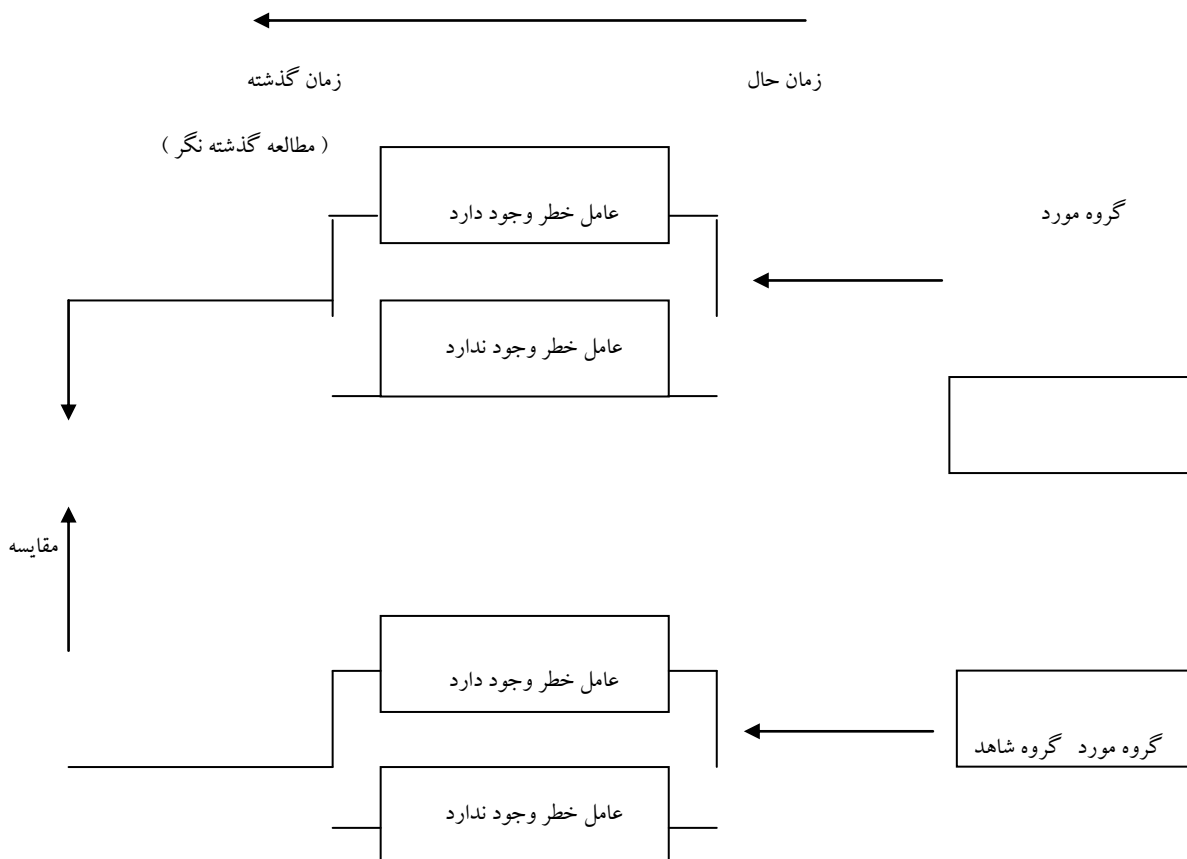 زمان حال
زمان گذشته
( مطالعه گذشته نگر )
گروه مورد
عامل خطر وجود دارد
عامل خطر وجود ندارد
مقایسه
عامل خطر وجود دارد
گروه مورد گروه شاهد
عامل خطر وجود ندارد